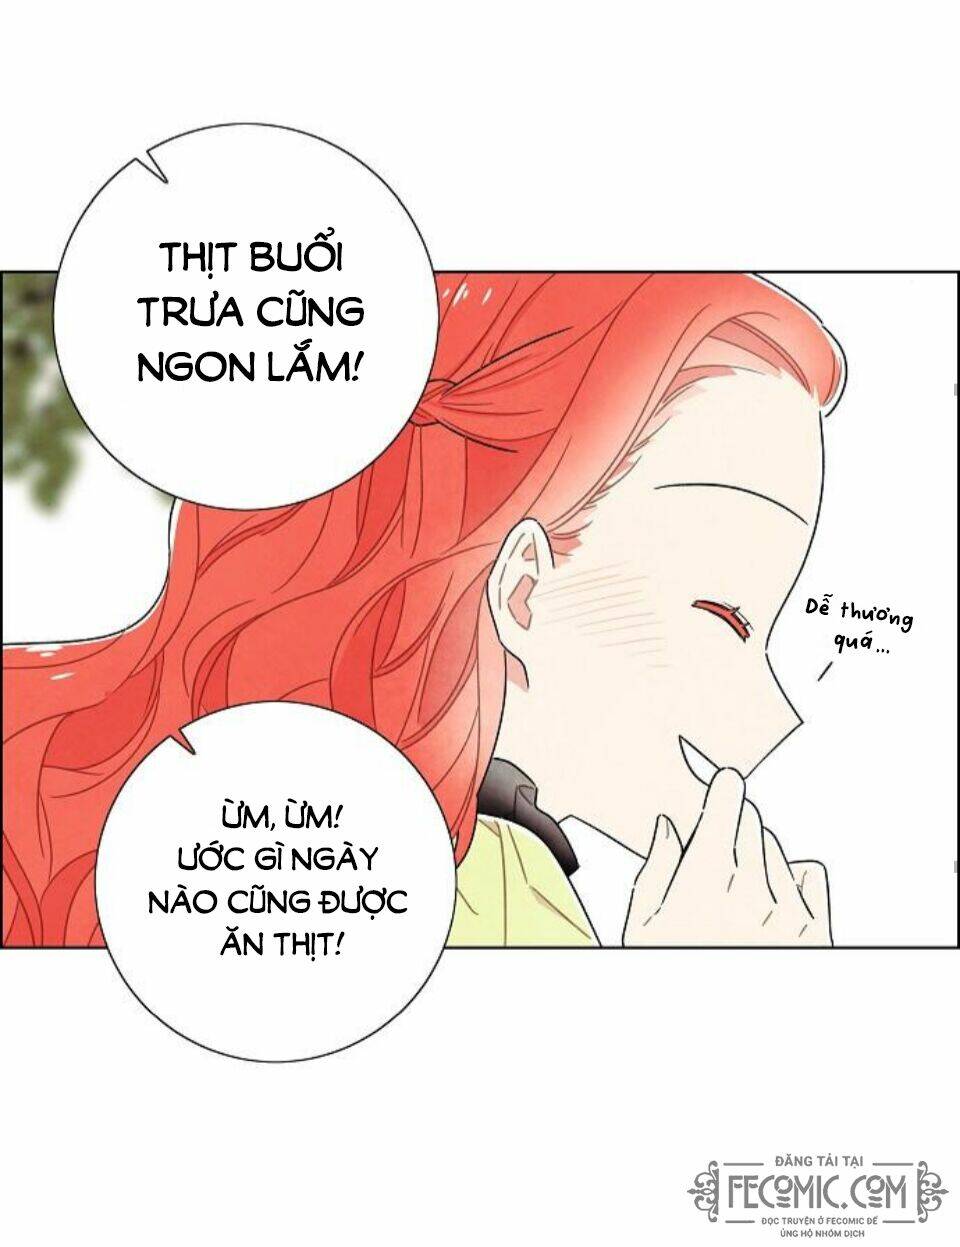 THỊT BUỔI
TRƯA CŨNG
NGON LẮM!
Dễ thương
quá...
ỪM, ỪM!
ƯỚC GÌ NGÀY
NÀO CŨNG ĐƯỢC
ĂN THỊT!
ĐĂNG TẢI TẠI
FECOMIC.COM
ĐỌC TRUYỆN Ở FECOMIC ĐỂ
ỦNG HỘ NHÓM DỊCH